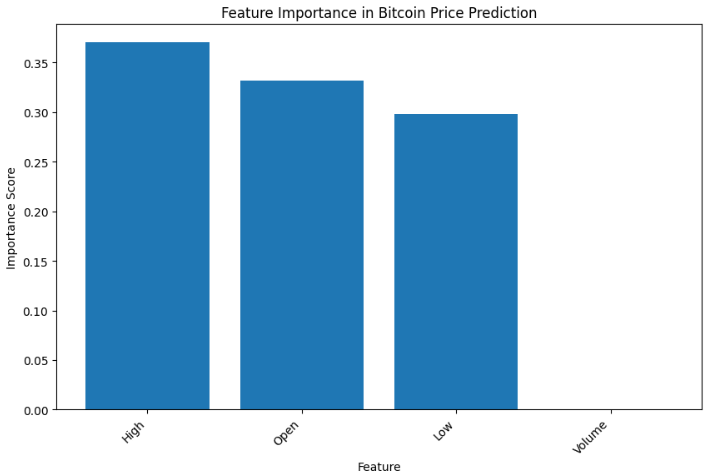 Feature Importance in Bitcoin Price Prediction
Importance Score
0.35
0.30
0.25
0.20
0.15
0.10
0.05
0.00
High
Open
Low
Volume
Feature